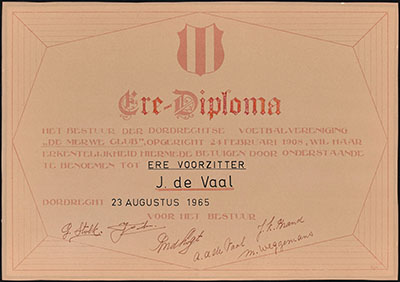 Ere-Diploma
HET BESTUUR DER DORDRECHTSE VOETBALVERENIGING
„DE MERWE CLUB”, OPGERICHT 24 FEBRUARI 1908, WIL HAAR
ERKENTELIJKHEID HIERMEDE BETUIGEN DOOR ONDERSTAANDE
TE BENOEMEN TOT ERE VOORZITTER
J. de Vaal
DORDRECHT 23 AUGUSTUS 1965
VOOR HET BESTUUR
M. Weggemans